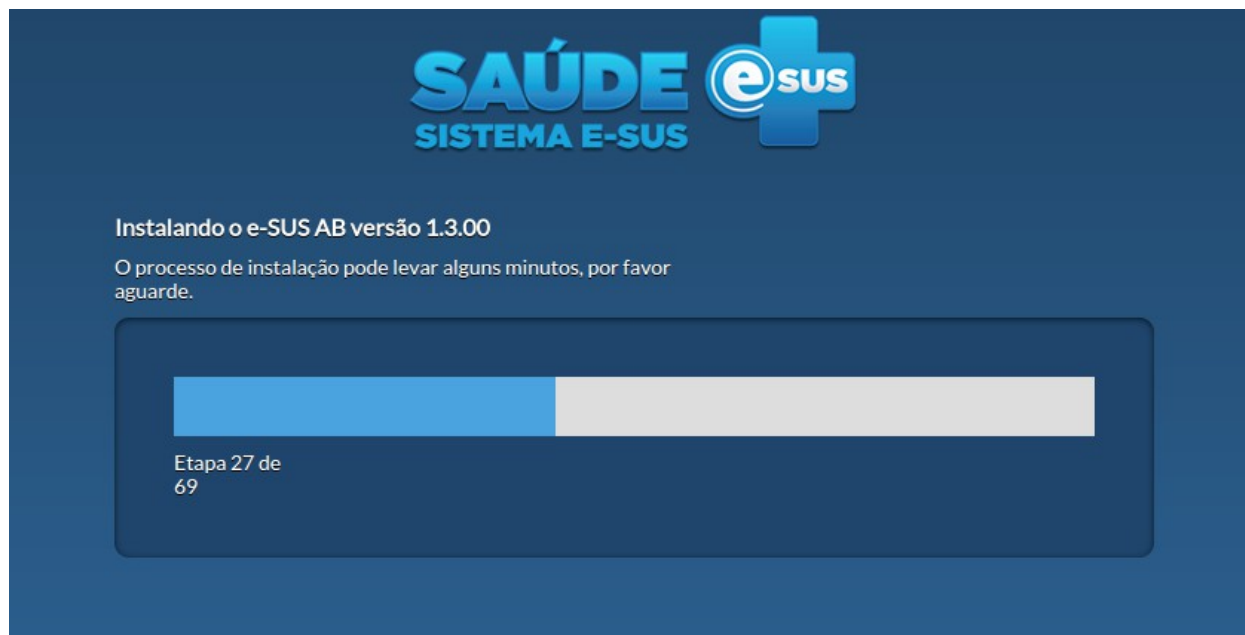 SAÚDE
SISTEMA E-SUS
e sus
Instalando o e-SUS AB versão 1.3.00
O processo de instalação pode levar alguns minutos, por favor
aguarde.
Etapa 27 de
69